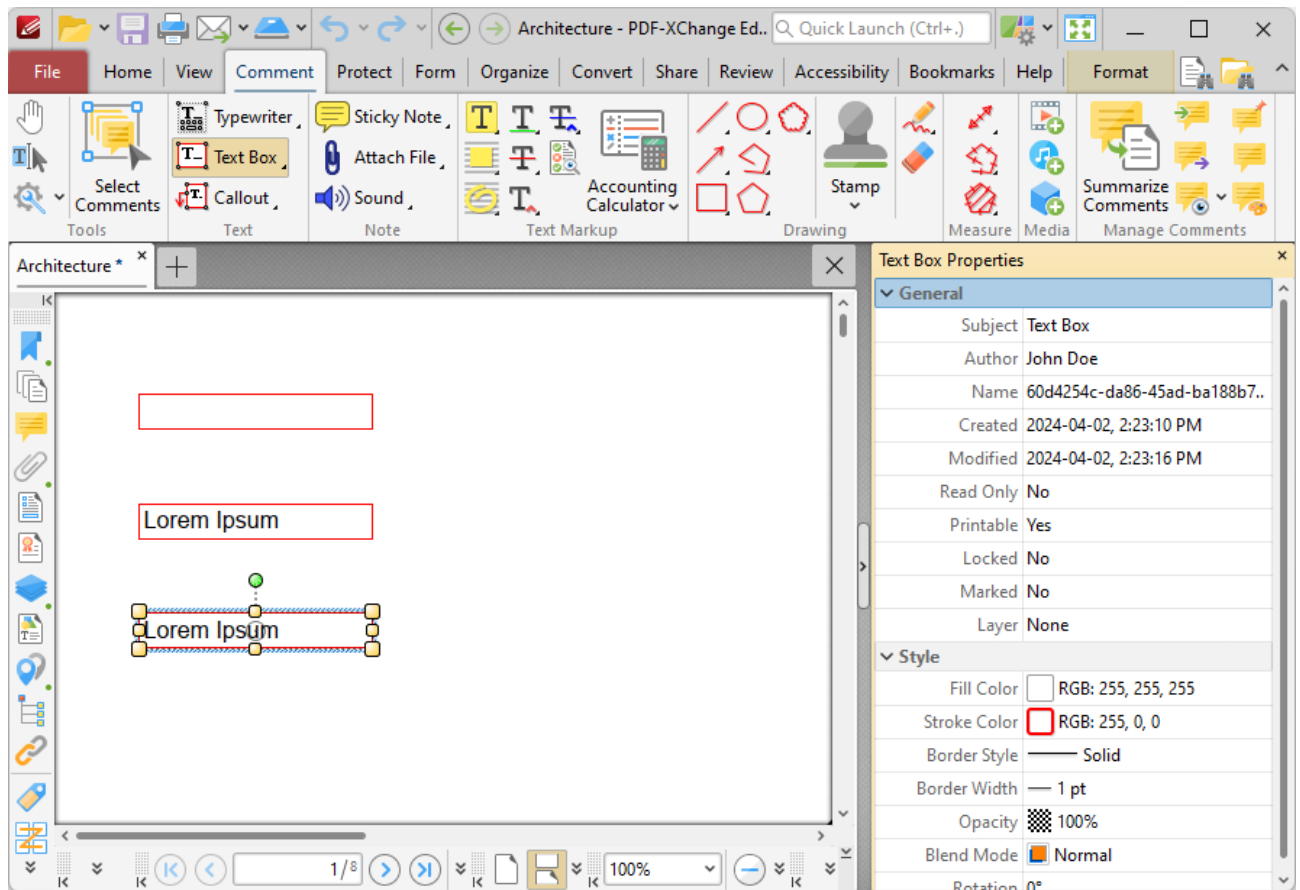 Architecture - PDF-XChange Ed.. Quick Launch (Ctrl+.)
File Home View Comment Protect Form Organize Convert Share Review Accessibility Bookmarks Help Format
Typewriter
Text Box
Callout
Sticky Note
Attach File
Sound
Select
Comments
Accounting
Calculator
Stamp
Summarize
Comments
Tools Text Note Text Markup Drawing Measure Media Manage Comments
Architecture *
Text Box Properties
General
Subject Text Box
Author John Doe
Name 60d4254c-da86-45ad-ba188b7..
Created 2024-04-02, 2:23:10 PM
Modified 2024-04-02, 2:23:16 PM
Read Only No
Printable Yes
Locked No
Marked No
Layer None
Style
Fill Color RGB: 255, 255, 255
Stroke Color RGB: 255, 0, 0
Border Style Solid
Border Width 1 pt
Opacity 100%
Blend Mode Normal
Rotation 0°
Lorem Ipsum
Lorem Ipsum
1/8
100%